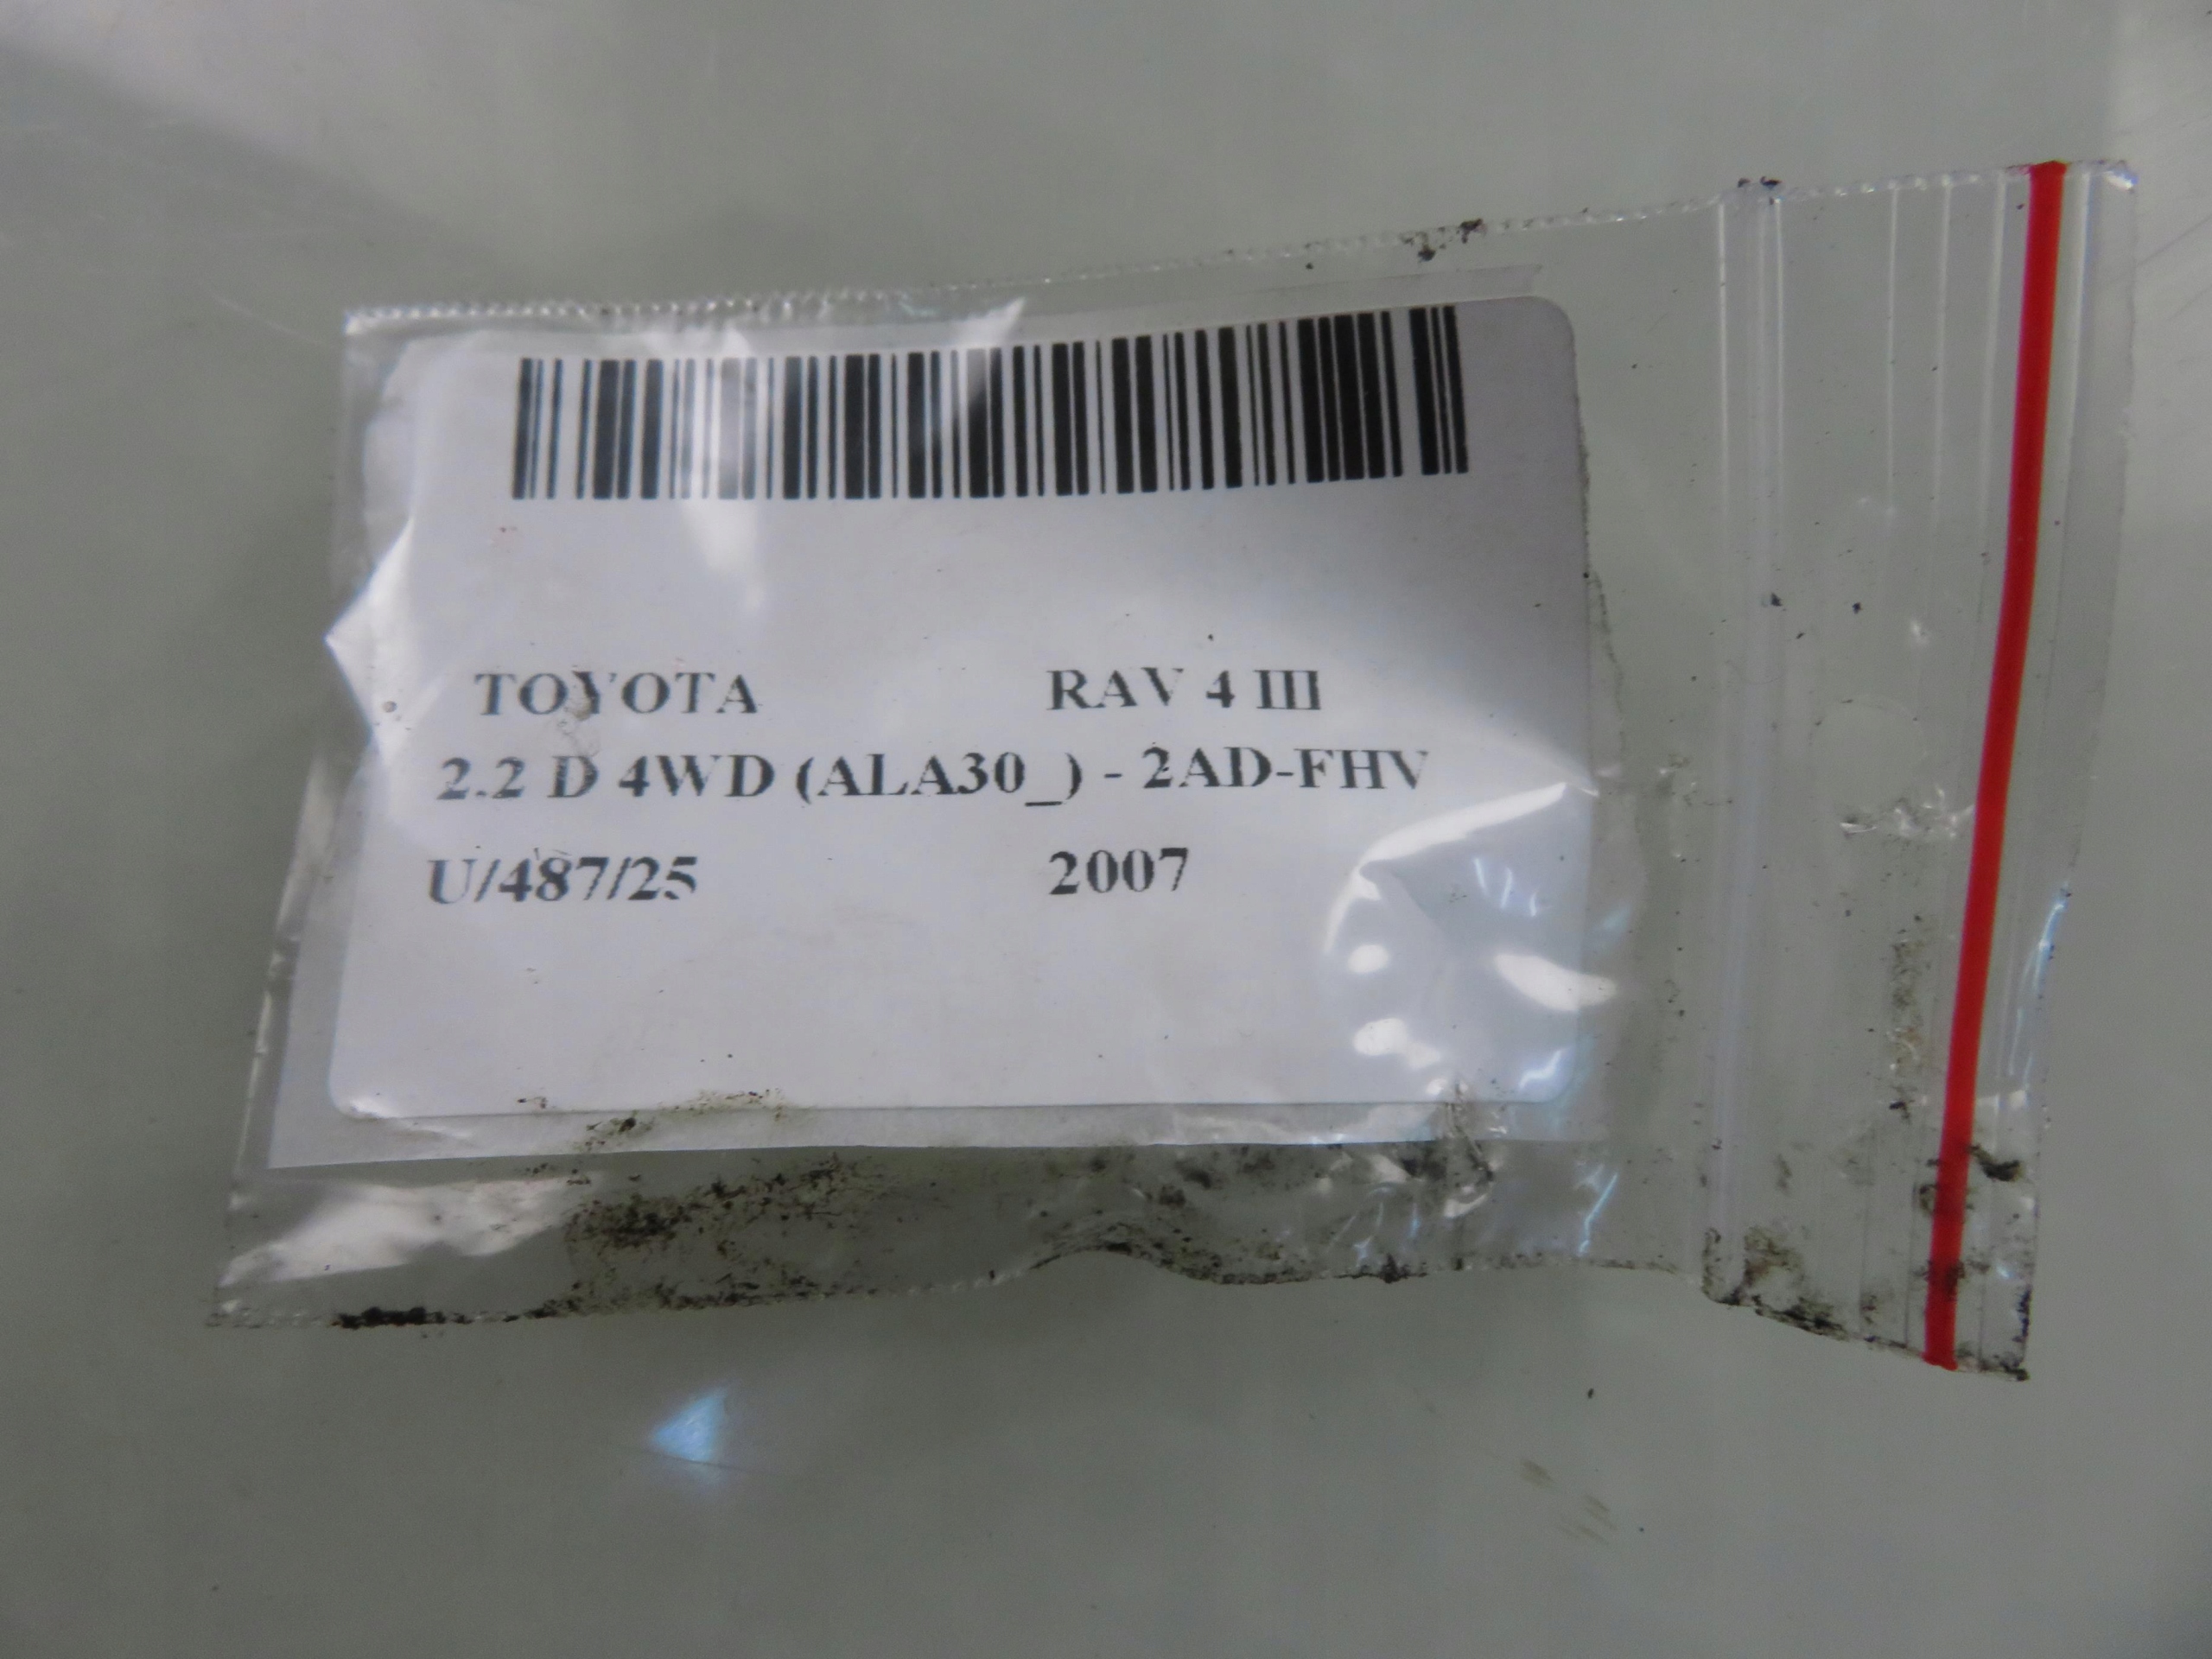 TOYOTA RAV 4 III
2.2 D 4WD (ALA30_) - 2AD-FHV
U/487/25 2007